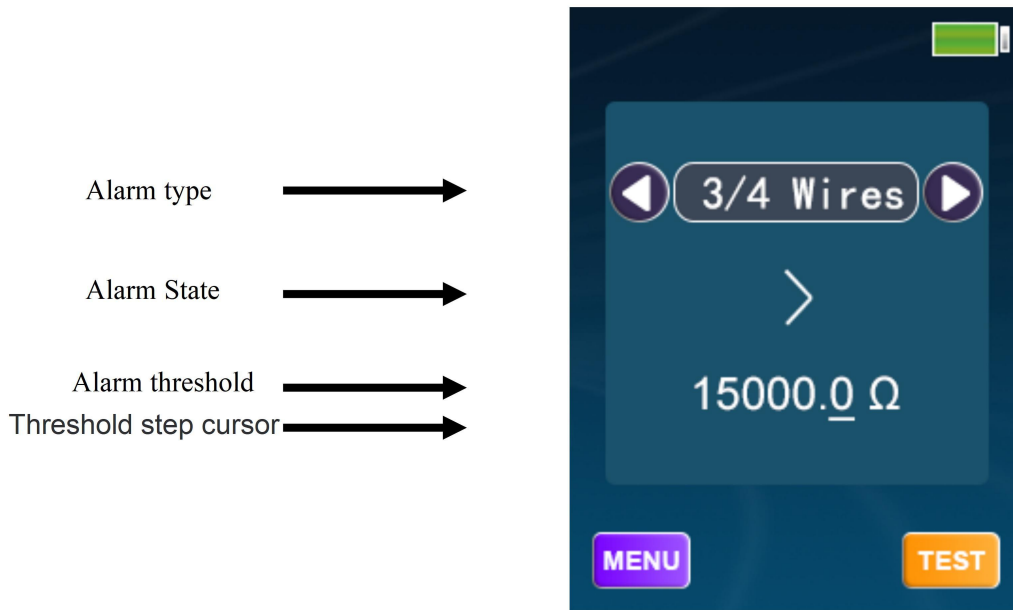 Alarm type
3/4 Wires
Alarm State
>
Alarm threshold
15000.0 Ω
Threshold step cursor
MENU
TEST